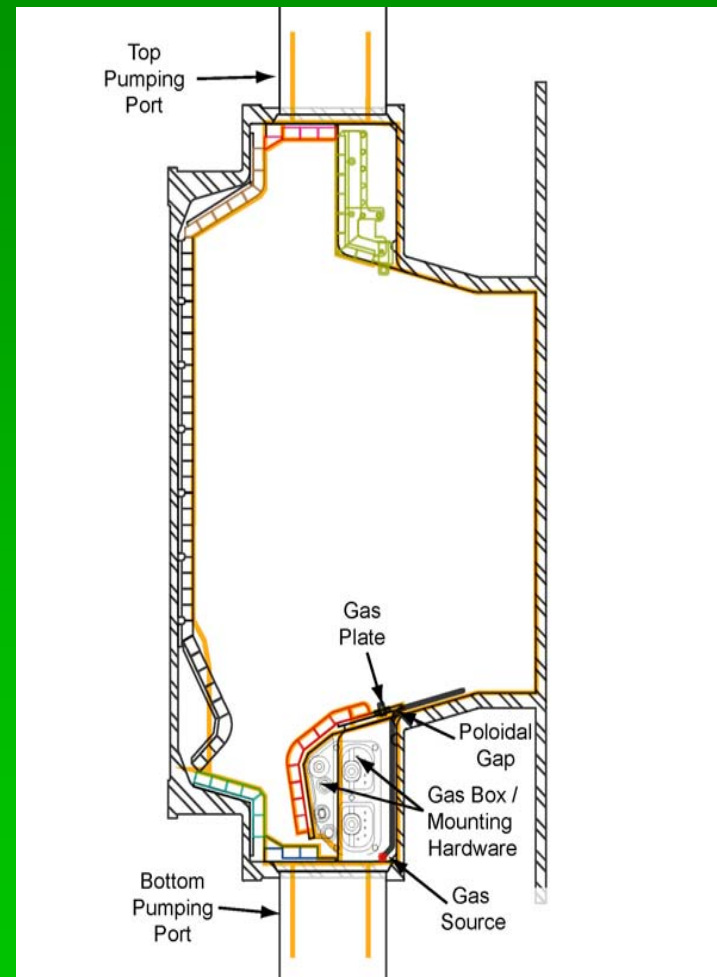 Top
Pumping
Port
Gas
Plate
Poloidal
Gap
Gas Box /
Mounting
Hardware
Bottom
Pumping
Port
Gas
Source